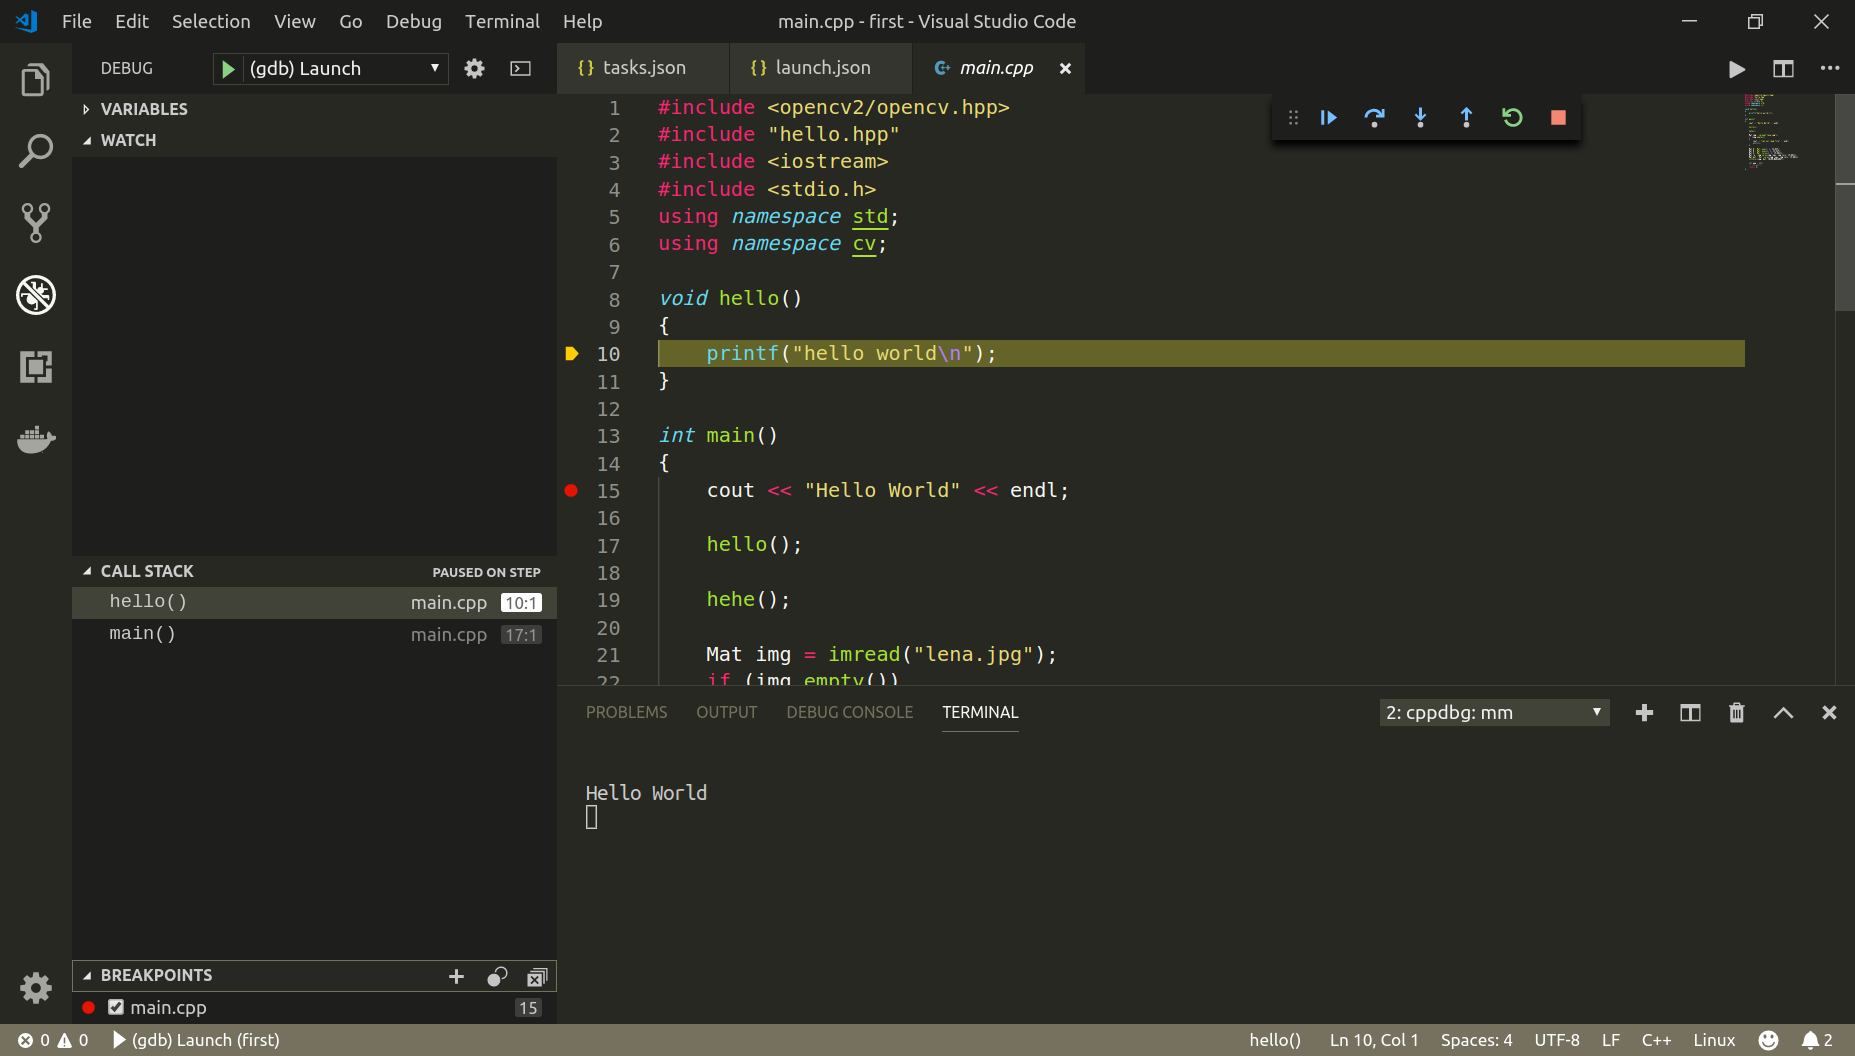 File Edit Selection View Go Debug Terminal Help main.cpp - first - Visual Studio Code
DEBUG (gdb) Launch
VARIABLES
WATCH
CALL STACK PAUSED ON STEP
hello() main.cpp 10:1
main() main.cpp 17:1
BREAKPOINTS
main.cpp 15
{} tasks.json {} launch.json main.cpp
1 #include <opencv2/opencv.hpp>
2 #include "hello.hpp"
3 #include <iostream>
4 #include <stdio.h>
5 using namespace std;
6 using namespace cv;
7
8 void hello()
9 {
10 printf("hello world\n");
11 }
12
13 int main()
14 {
15 cout << "Hello World" << endl;
16
17 hello();
18
19 hehe();
20
21 Mat img = imread("lena.jpg");
22 if (img.empty())
PROBLEMS OUTPUT DEBUG CONSOLE TERMINAL 2: cppdbg: mm
Hello World
0 0 (gdb) Launch (first) hello() Ln 10, Col 1 Spaces: 4 UTF-8 LF C++ Linux 2